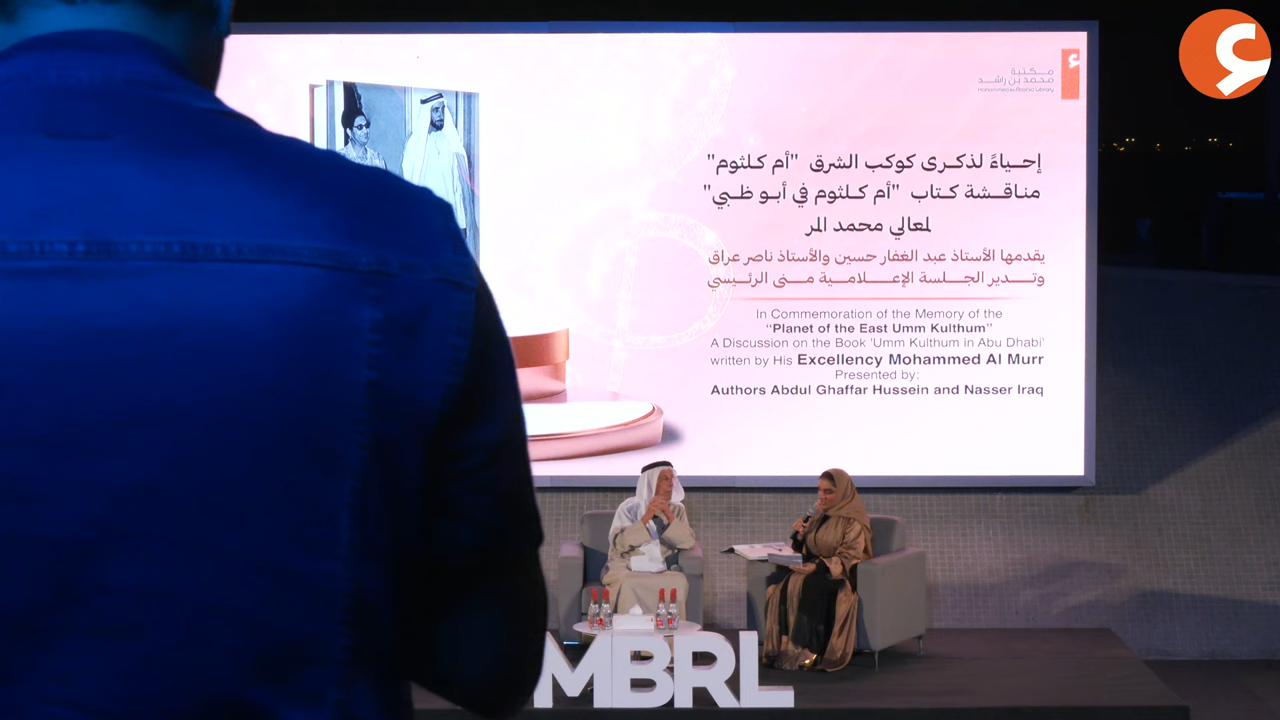 مكتبة
محمد بن راشد
Mohammed Bin Rashid Library
إحياءً لذكرى كوكب الشرق "أم كلثوم"
مناقشة كتاب "أم كلثوم في أبو ظبي"
لمعالي محمد المر
يقدمها الأستاذ عبد الغفار حسين والأستاذ ناصر عراق
وتدير الجلسة الإعلامية منى الرئيسي
In Commemoration of the Memory of the
"Planet of the East Umm Kulthum"
A Discussion on the Book 'Umm Kulthum in Abu Dhabi'
written by His Excellency Mohammed Al Murr
Presented by:
Authors Abdul Ghaffar Hussein and Nasser Iraq
MBRL